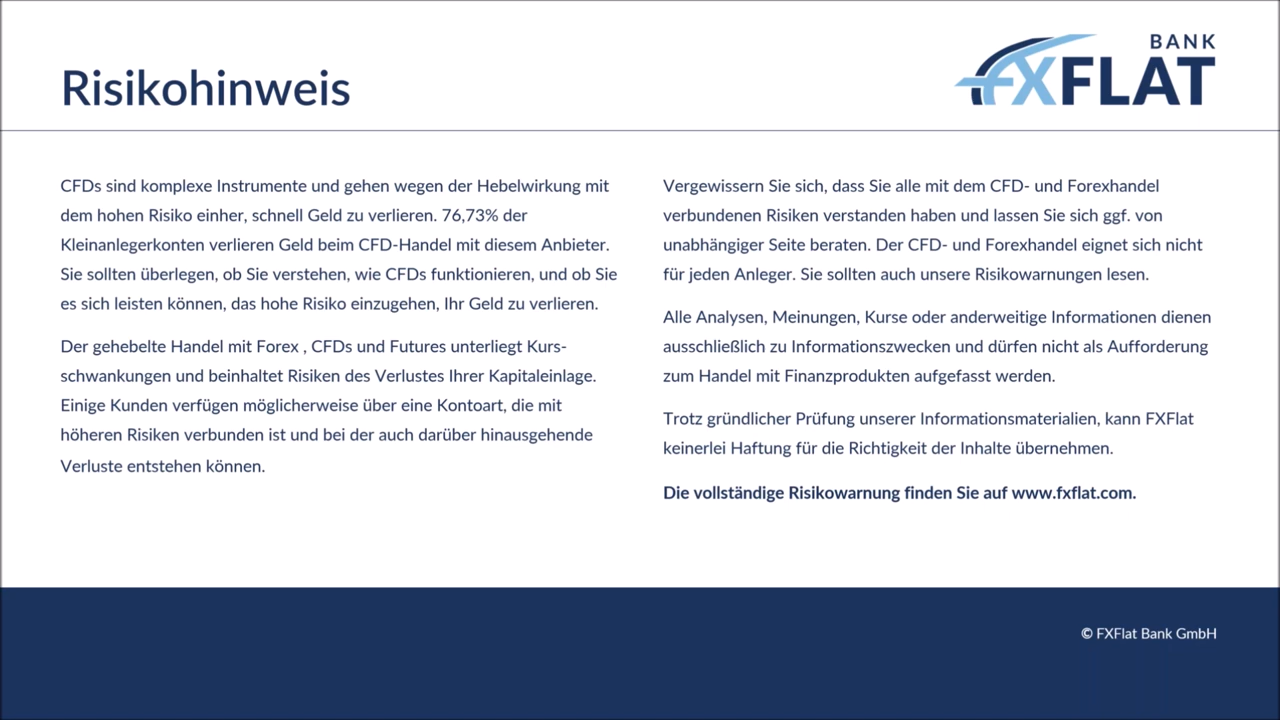 Risikohinweis
BANK
FXFLAT
CFDs sind komplexe Instrumente und gehen wegen der Hebelwirkung mit
dem hohen Risiko einher, schnell Geld zu verlieren. 76,73% der
Kleinanlegerkonten verlieren Geld beim CFD-Handel mit diesem Anbieter.
Sie sollten überlegen, ob Sie verstehen, wie CFDs funktionieren, und ob Sie
es sich leisten können, das hohe Risiko einzugehen, Ihr Geld zu verlieren.
Der gehebelte Handel mit Forex , CFDs und Futures unterliegt Kurs-
schwankungen und beinhaltet Risiken des Verlustes Ihrer Kapitaleinlage.
Einige Kunden verfügen möglicherweise über eine Kontoart, die mit
höheren Risiken verbunden ist und bei der auch darüber hinausgehende
Verluste entstehen können.
Vergewissern Sie sich, dass Sie alle mit dem CFD- und Forexhandel
verbundenen Risiken verstanden haben und lassen Sie sich ggf. von
unabhängiger Seite beraten. Der CFD- und Forexhandel eignet sich nicht
für jeden Anleger. Sie sollten auch unsere Risikowarnungen lesen.
Alle Analysen, Meinungen, Kurse oder anderweitige Informationen dienen
ausschließlich zu Informationszwecken und dürfen nicht als Aufforderung
zum Handel mit Finanzprodukten aufgefasst werden.
Trotz gründlicher Prüfung unserer Informationsmaterialien, kann FXFlat
keinerlei Haftung für die Richtigkeit der Inhalte übernehmen.
Die vollständige Risikowarnung finden Sie auf www.fxflat.com.
© FXFlat Bank GmbH